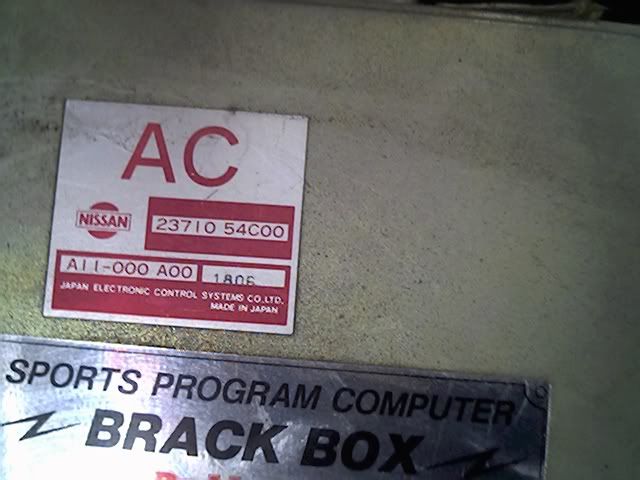 AC
NISSAN
23710 54C00
A11-000 A00
1806
JAPAN ELECTRONIC CONTROL SYSTEMS CO.,LTD.
MADE IN JAPAN
SPORTS PROGRAM COMPUTER
BRACK BOX